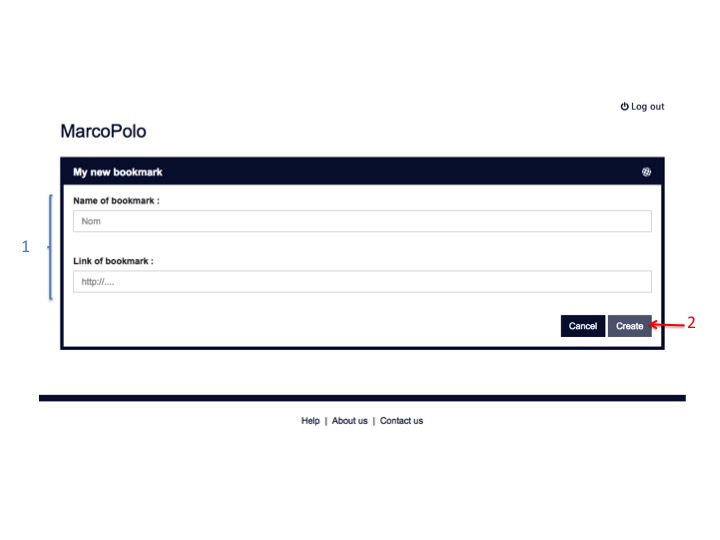 Log out
MarcoPolo
My new bookmark
Name of bookmark :
Nom
1
Link of bookmark :
http://....
Cancel Create 2
Help | About us | Contact us